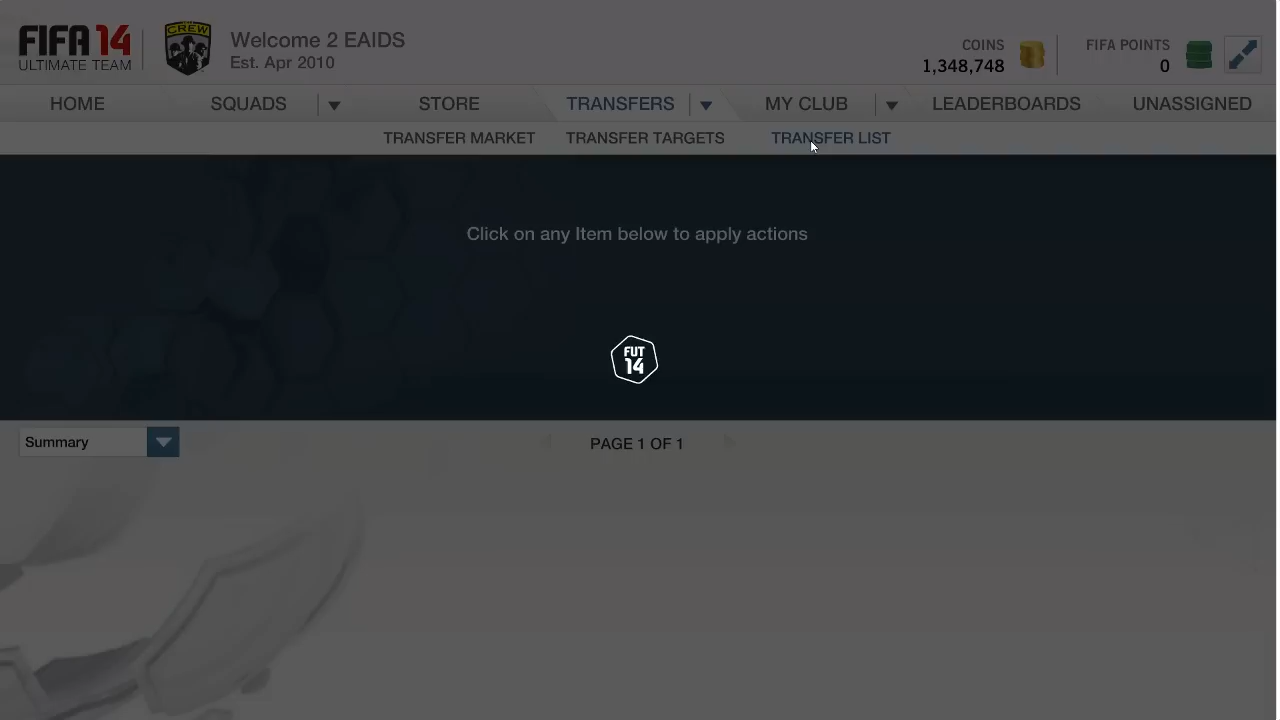 FIFA 14
ULTIMATE TEAM
CREW
Welcome 2 EAIDS
Est. Apr 2010
COINS
1,348,748
FIFA POINTS
0
HOME
SQUADS
STORE
TRANSFERS
MY CLUB
LEADERBOARDS
UNASSIGNED
TRANSFER MARKET
TRANSFER TARGETS
TRANSFER LIST
Click on any Item below to apply actions
FUT
14
Summary
PAGE 1 OF 1